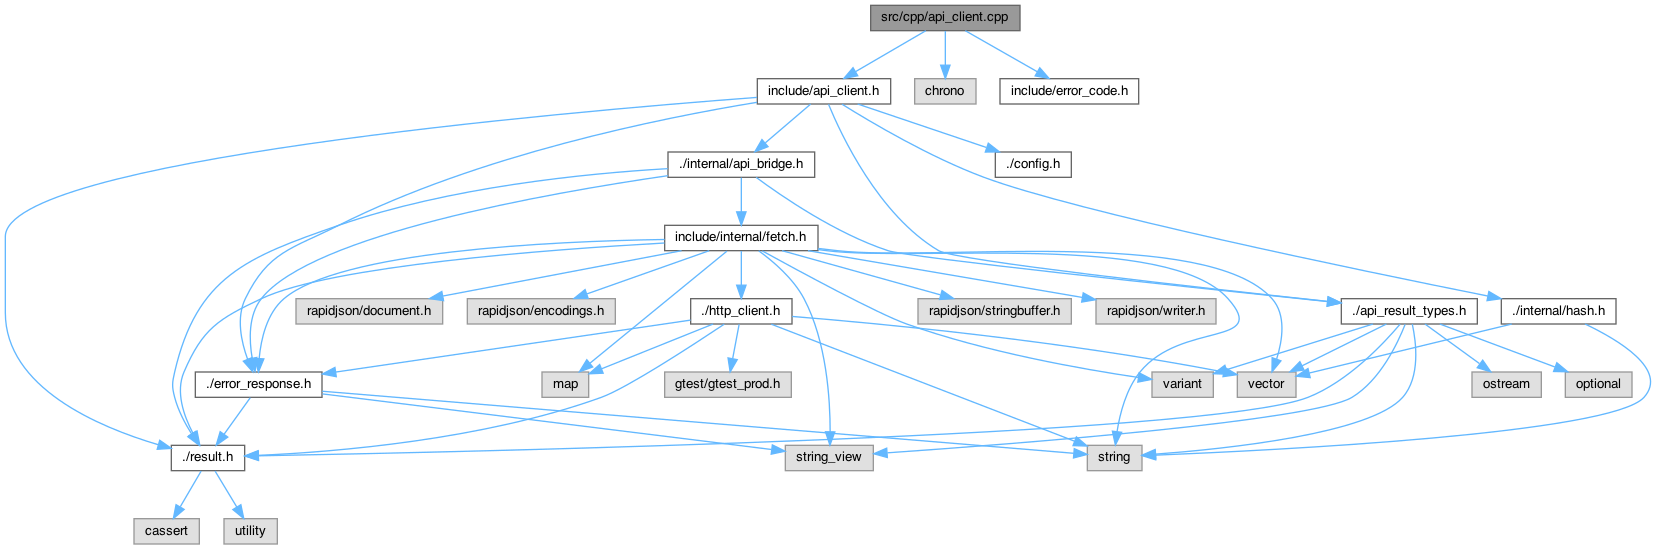 src/cpp/api_client.cpp
include/api_client.h
chrono
include/error_code.h
./internal/api_bridge.h
./config.h
include/internal/fetch.h
rapidjson/document.h
rapidjson/encodings.h
./http_client.h
rapidjson/stringbuffer.h
rapidjson/writer.h
./api_result_types.h
./internal/hash.h
./error_response.h
map
gtest/gtest_prod.h
variant
vector
ostream
optional
./result.h
string_view
string
cassert
utility